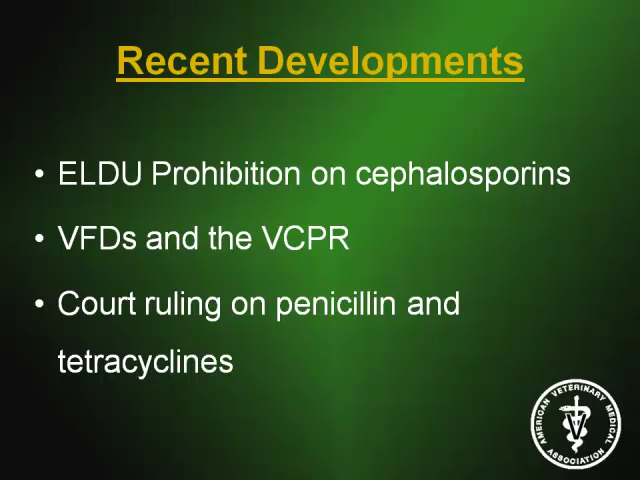 Recent Developments
• ELDU Prohibition on cephalosporins
• VFDs and the VCPR
• Court ruling on penicillin and
tetracyclines
AMERICAN VETERINARY MEDICAL
ASSOCIATION
V